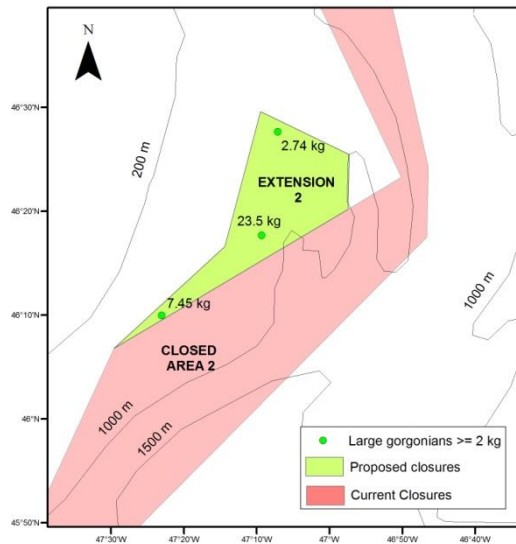 N
46°30'N
46°20'N
46°10'N
46°N
45°50'N
200 m
2.74 kg
EXTENSION
2
23.5 kg
7.45 kg
CLOSED
AREA 2
1000 m
1000 m
1500 m
Large gorgonians >= 2 kg
Proposed closures
Current Closures
47°30'W
47°20'W
47°10'W
47°W
46°50'W
46°40'W